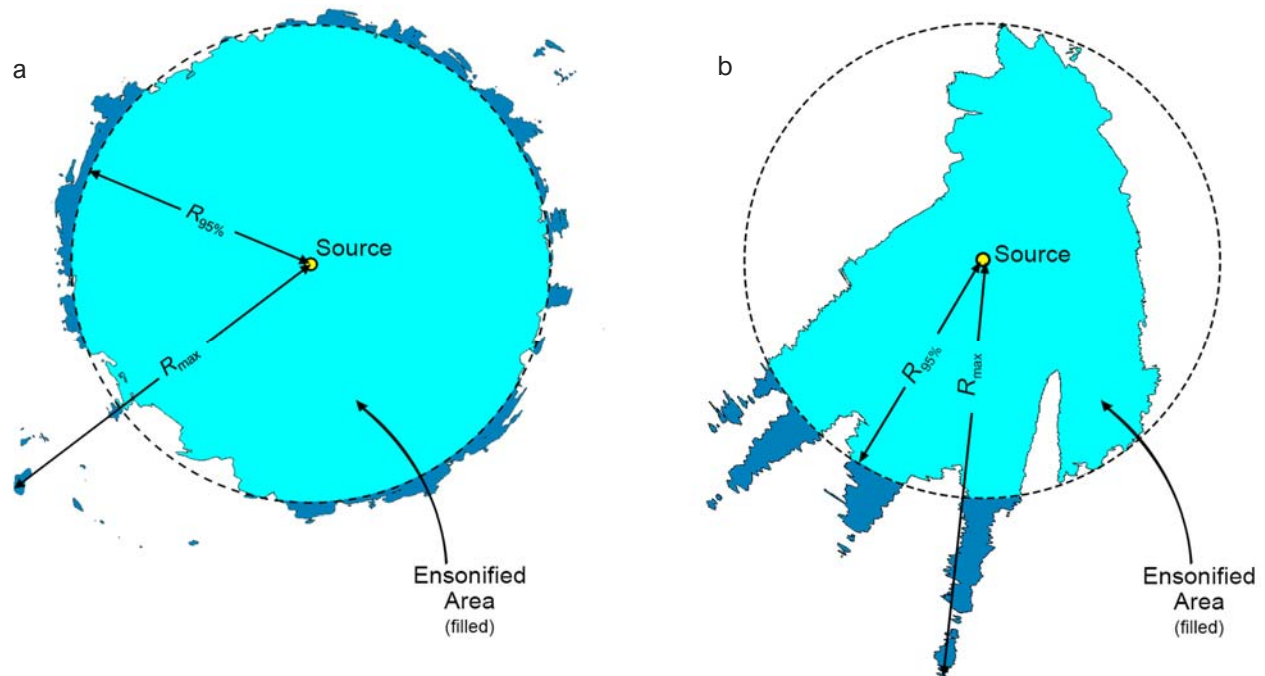 a
R95%
Source
Rmax
Ensonified
Area
(filled)
b
Source
R95%
Rmax
Ensonified
Area
(filled)